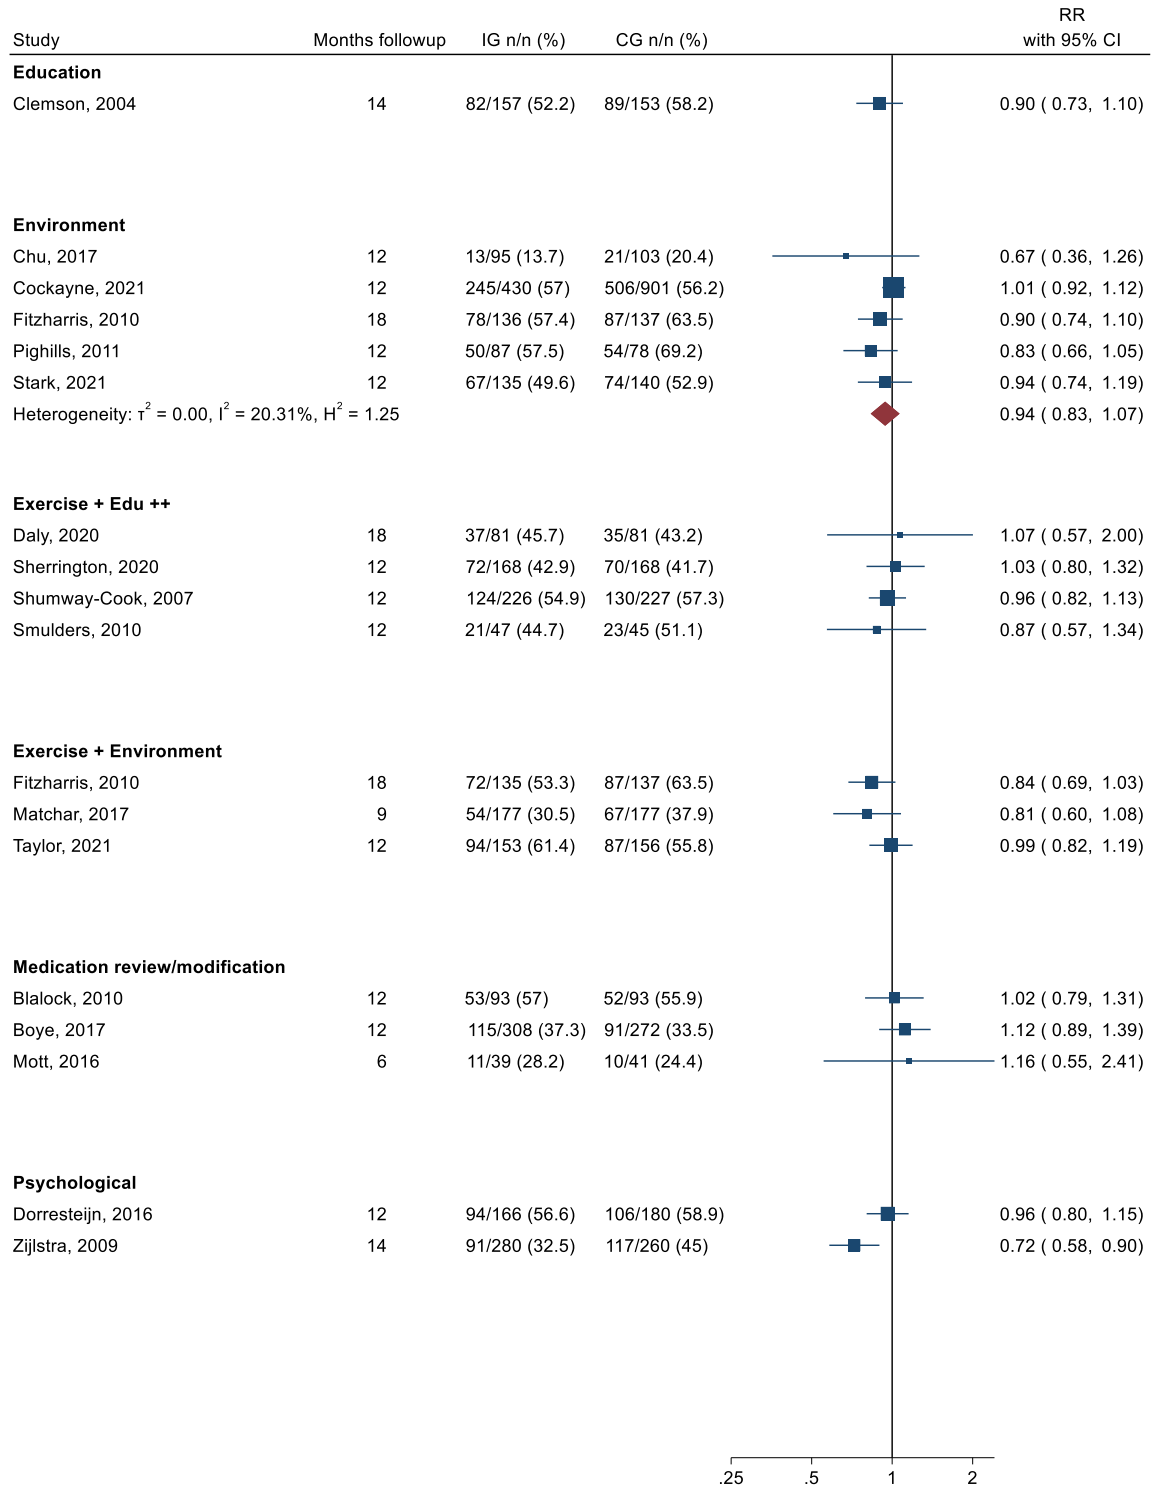 RR
Study Months followup IG n/n (%) CG n/n (%) with 95% CI
Education
Clemson, 2004 14 82/157 (52.2) 89/153 (58.2) 0.90 ( 0.73, 1.10)
Environment
Chu, 2017 12 13/95 (13.7) 21/103 (20.4) 0.67 ( 0.36, 1.26)
Cockayne, 2021 12 245/430 (57) 506/901 (56.2) 1.01 ( 0.92, 1.12)
Fitzharris, 2010 18 78/136 (57.4) 87/137 (63.5) 0.90 ( 0.74, 1.10)
Pighills, 2011 12 50/87 (57.5) 54/78 (69.2) 0.83 ( 0.66, 1.05)
Stark, 2021 12 67/135 (49.6) 74/140 (52.9) 0.94 ( 0.74, 1.19)
Heterogeneity: τ² = 0.00, I² = 20.31%, H² = 1.25 0.94 ( 0.83, 1.07)
Exercise + Edu ++
Daly, 2020 18 37/81 (45.7) 35/81 (43.2) 1.07 ( 0.57, 2.00)
Sherrington, 2020 12 72/168 (42.9) 70/168 (41.7) 1.03 ( 0.80, 1.32)
Shumway-Cook, 2007 12 124/226 (54.9) 130/227 (57.3) 0.96 ( 0.82, 1.13)
Smulders, 2010 12 21/47 (44.7) 23/45 (51.1) 0.87 ( 0.57, 1.34)
Exercise + Environment
Fitzharris, 2010 18 72/135 (53.3) 87/137 (63.5) 0.84 ( 0.69, 1.03)
Matchar, 2017 9 54/177 (30.5) 67/177 (37.9) 0.81 ( 0.60, 1.08)
Taylor, 2021 12 94/153 (61.4) 87/156 (55.8) 0.99 ( 0.82, 1.19)
Medication review/modification
Blalock, 2010 12 53/93 (57) 52/93 (55.9) 1.02 ( 0.79, 1.31)
Boye, 2017 12 115/308 (37.3) 91/272 (33.5) 1.12 ( 0.89, 1.39)
Mott, 2016 6 11/39 (28.2) 10/41 (24.4) 1.16 ( 0.55, 2.41)
Psychological
Dorresteijn, 2016 12 94/166 (56.6) 106/180 (58.9) 0.96 ( 0.80, 1.15)
Zijlstra, 2009 14 91/280 (32.5) 117/260 (45) 0.72 ( 0.58, 0.90)
.25 .5 1 2